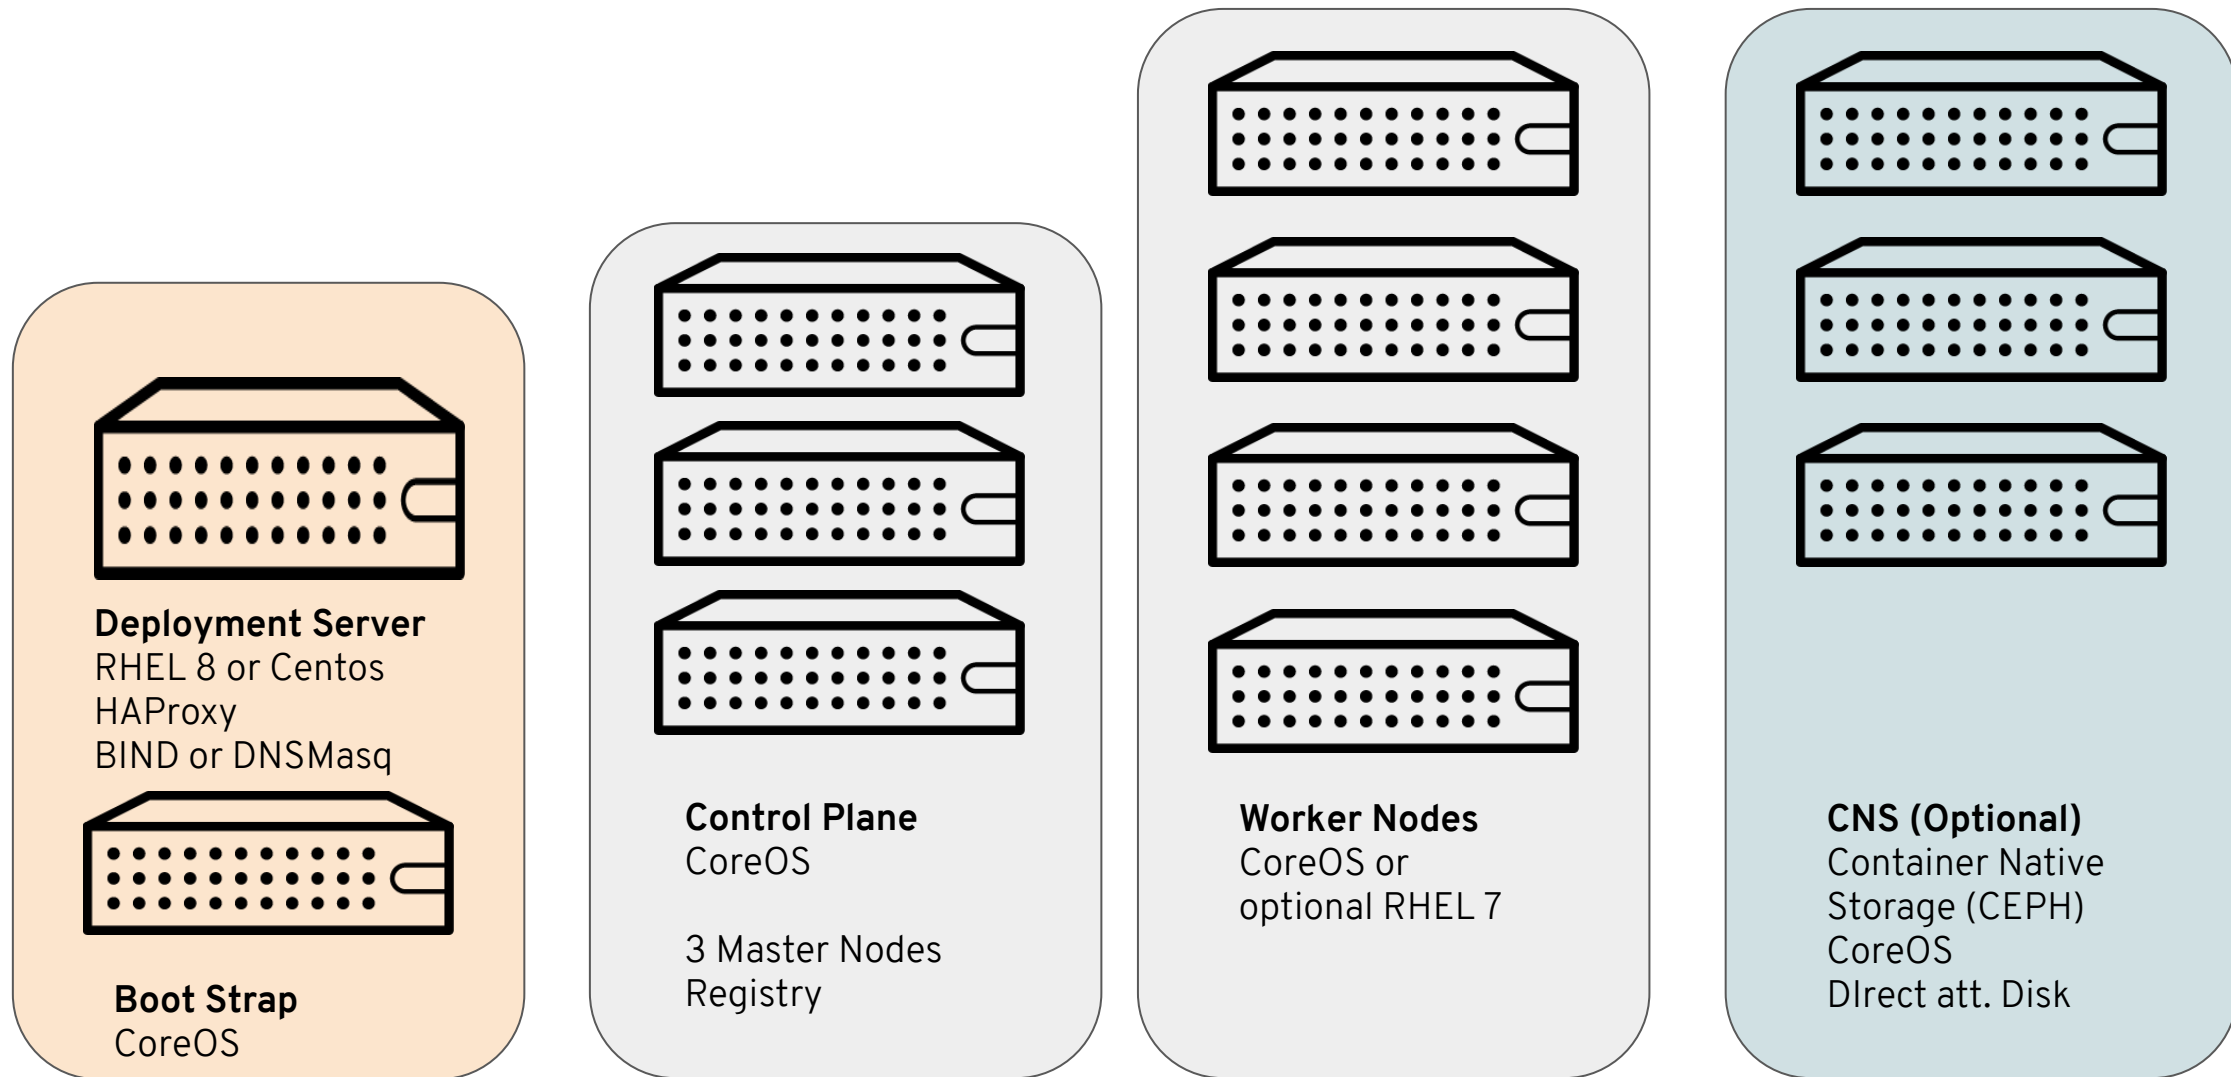 Deployment Server
RHEL 8 or Centos
HAProxy
BIND or DNSMasq
Boot Strap
CoreOS
Control Plane
CoreOS
3 Master Nodes
Registry
Worker Nodes
CoreOS or
optional RHEL 7
CNS (Optional)
Container Native
Storage (CEPH)
CoreOS
DIrect att. Disk